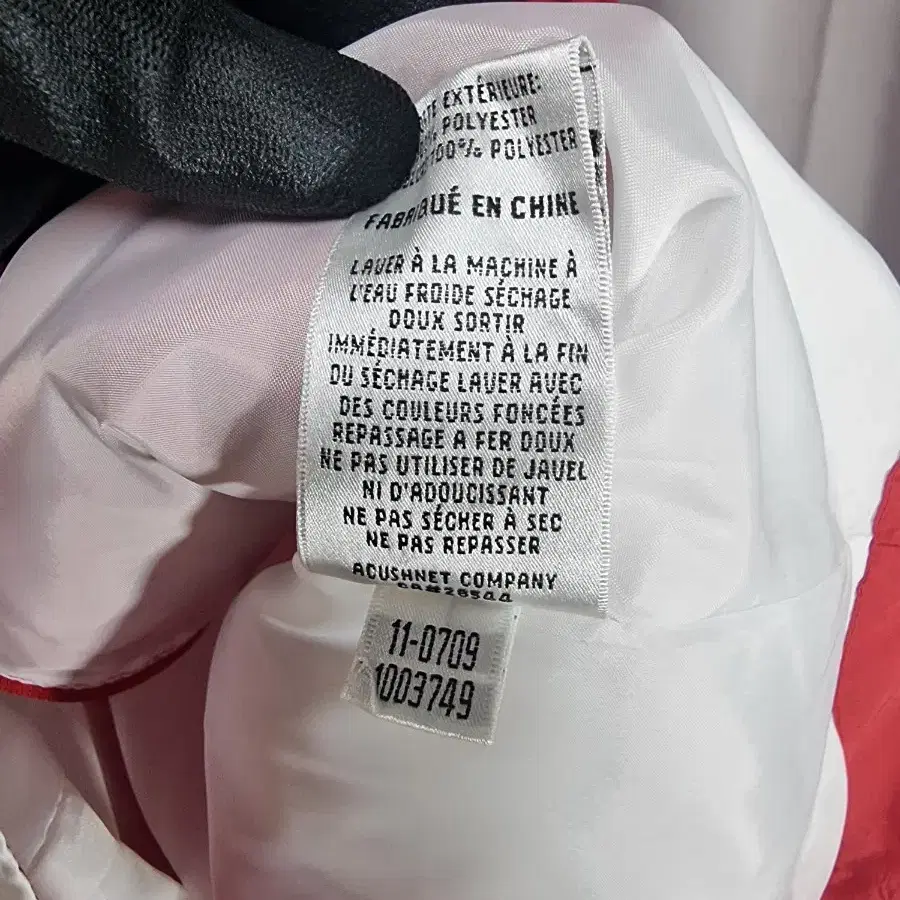 EXTÉRIEURE:
POLYESTER
100% POLYESTER
FABRIQUÉ EN CHINE
LAVER À LA MACHINE À
L'EAU FROIDE SÉCHAGE
DOUX SORTIR
IMMÉDIATEMENT À LA FIN
DU SÉCHAGE LAVER AVEC
DES COULEURS FONCÉES
REPASSAGE A FER DOUX
NE PAS UTILISER DE JAVEL
NI D'ADOUCISSANT
NE PAS SÉCHER À SEC
NE PAS REPASSER
ACUSHNET COMPANY
11-0709
1003749